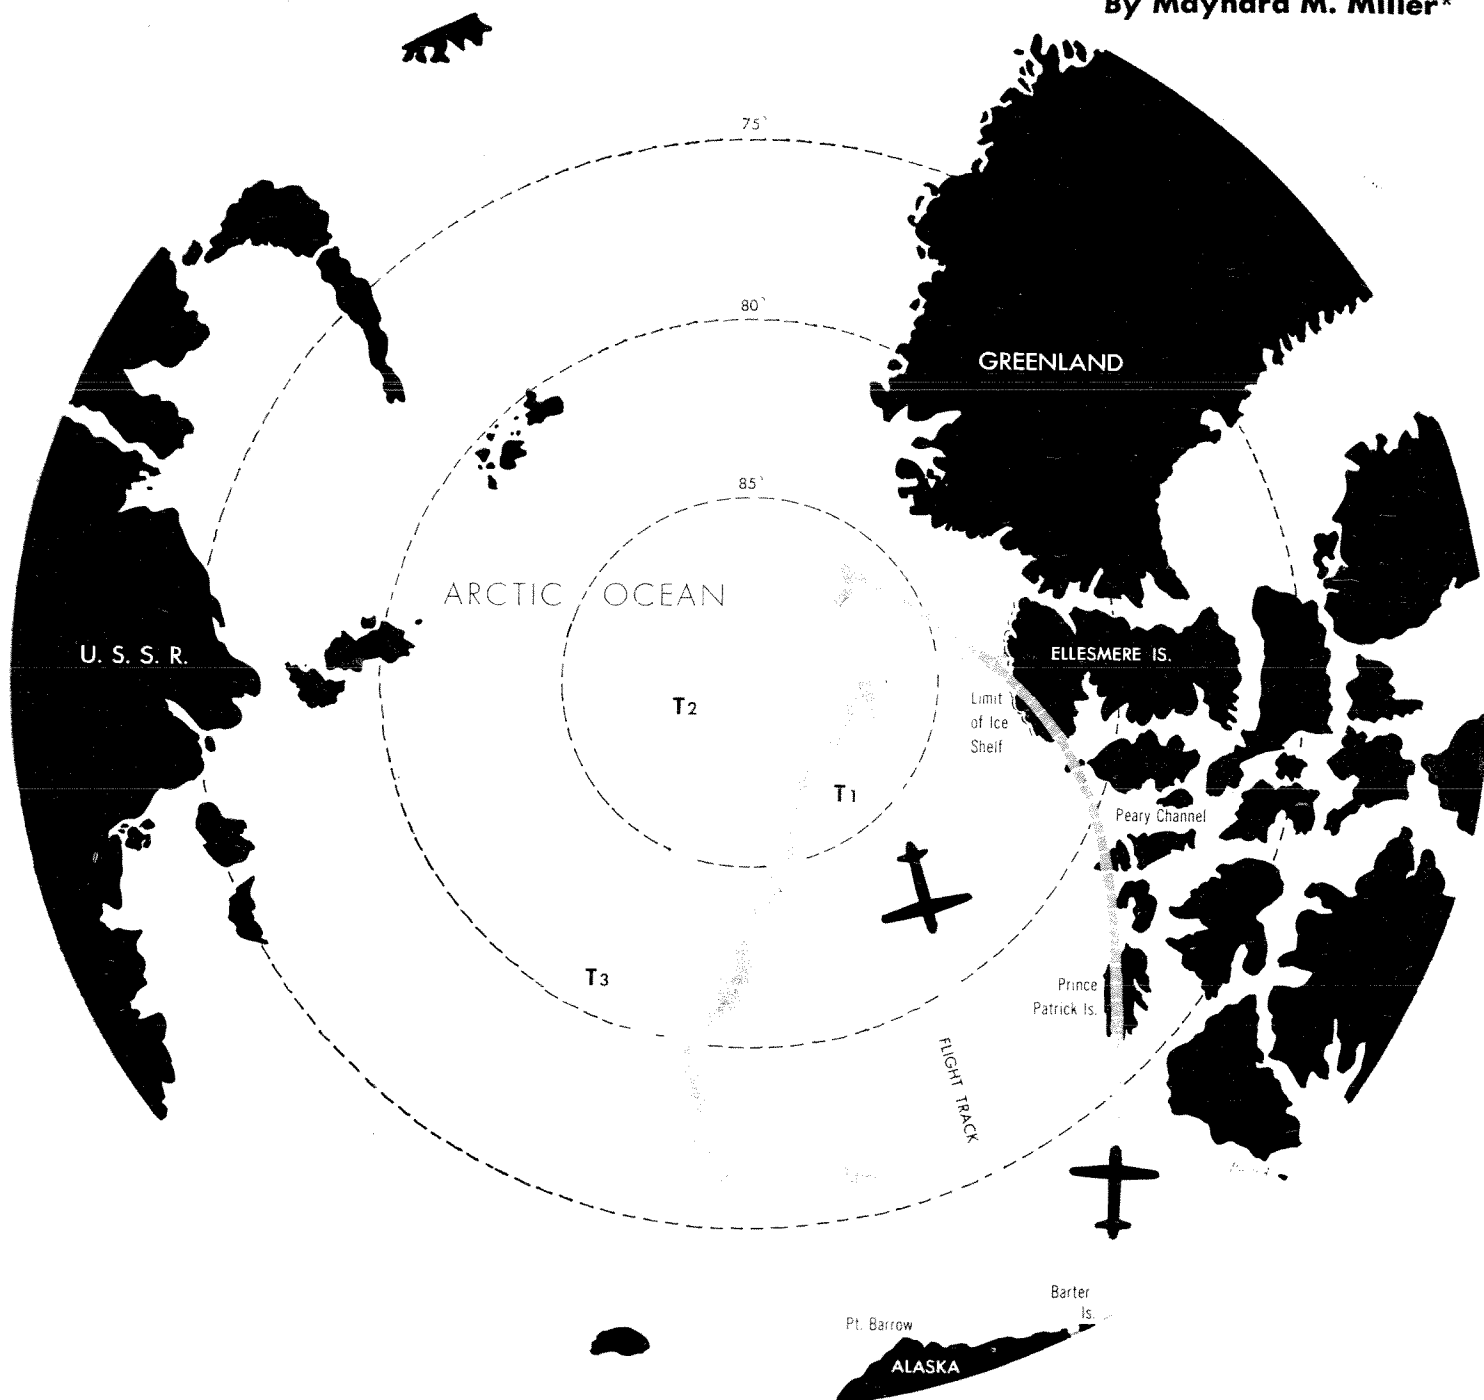 By Maynard M. Miller*
75°
80°
GREENLAND
85°
ARCTIC OCEAN
U. S. S. R.
ELLESMERE IS.
T2
Limit
of Ice
Shelf
T1
Peary Channel
T3
Prince
Patrick Is.
FLIGHT TRACK
Barter
Is.
Pt. Barrow
ALASKA